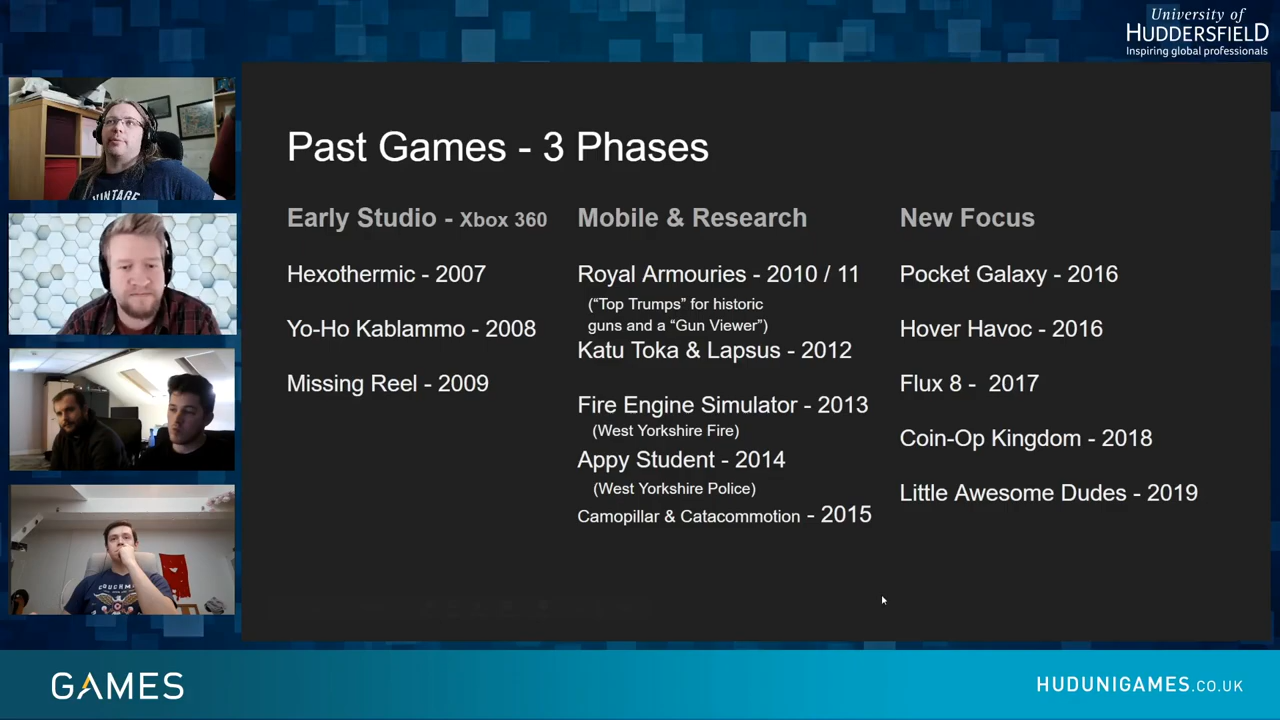 University of
HUDDERSFIELD
Inspiring global professionals
Past Games - 3 Phases
Early Studio - Xbox 360
Hexothermic - 2007
Yo-Ho Kablammo - 2008
Missing Reel - 2009
Mobile & Research
Royal Armouries - 2010 / 11
(“Top Trumps” for historic
guns and a “Gun Viewer”)
Katu Toka & Lapsus - 2012
Fire Engine Simulator - 2013
(West Yorkshire Fire)
Appy Student - 2014
(West Yorkshire Police)
Camopillar & Catacommotion - 2015
New Focus
Pocket Galaxy - 2016
Hover Havoc - 2016
Flux 8 - 2017
Coin-Op Kingdom - 2018
Little Awesome Dudes - 2019
VINTAGE
GAMES
HUDUNIGAMES.CO.UK